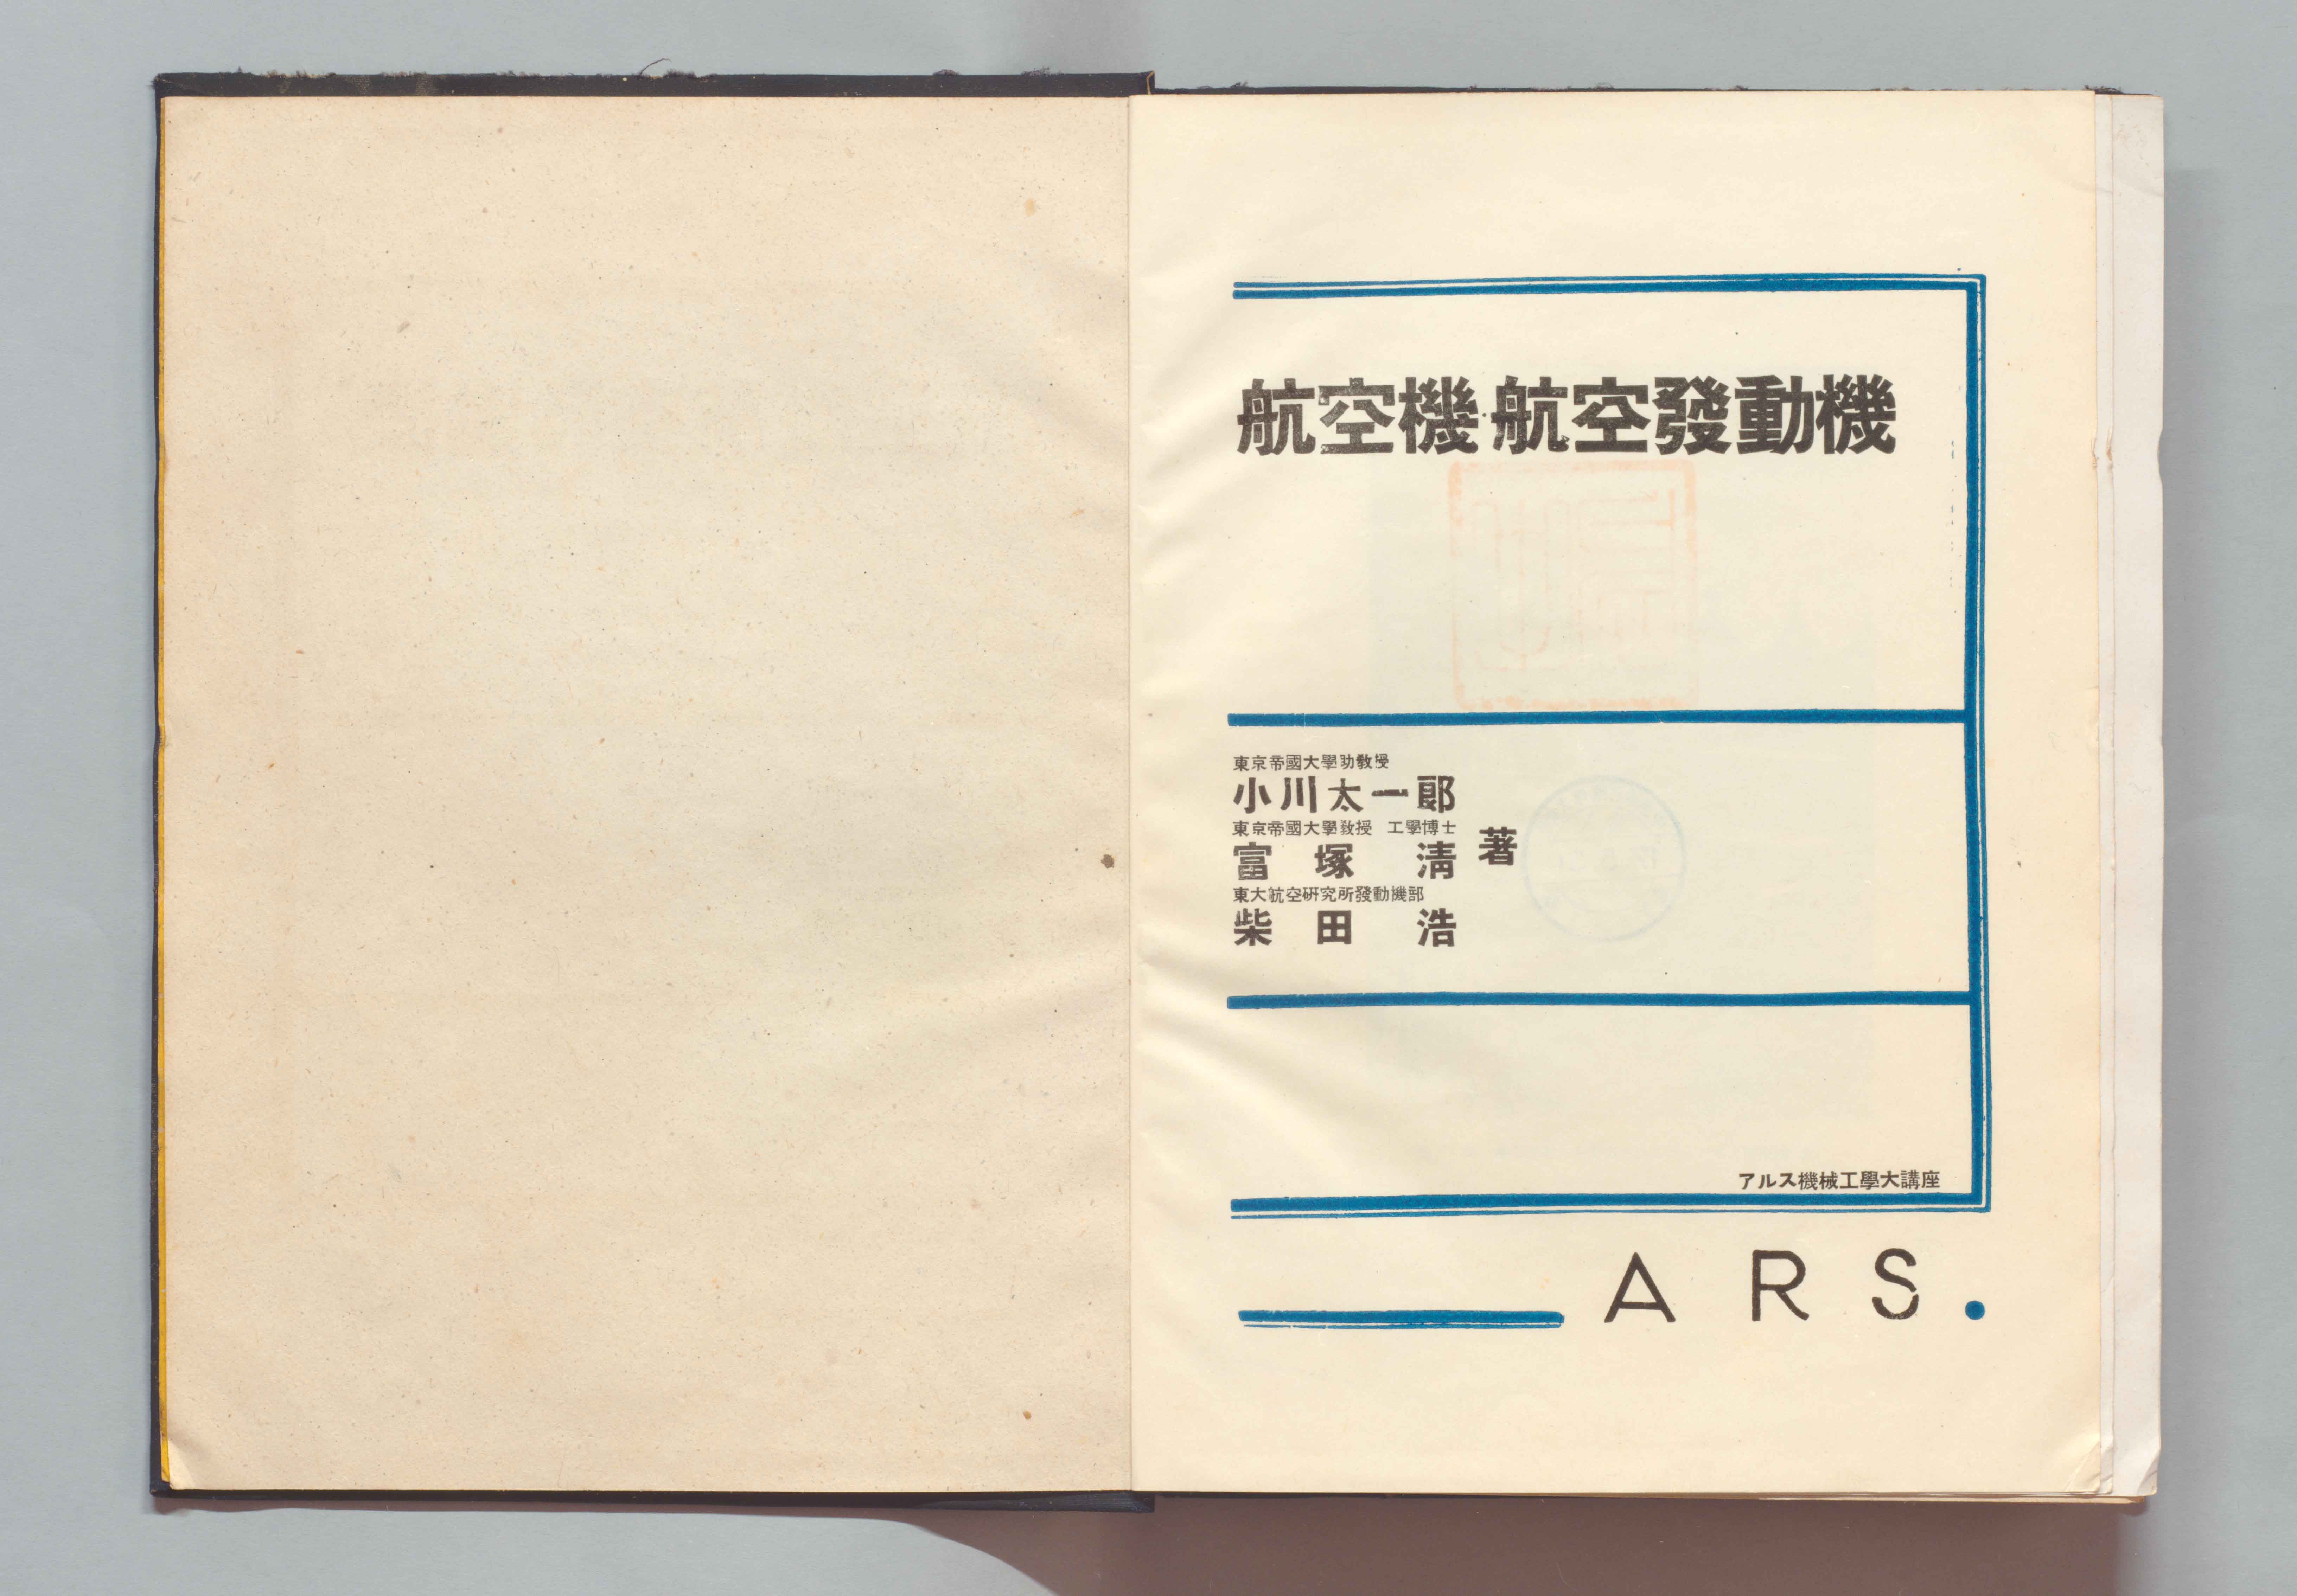 航空機 航空發動機
東京帝國大學助教授
小川太一郎
東京帝國大學敎授 工學博士
富塚淸
著
東大航空硏究所發動機部
柴田浩
アルス機械工學大講座
ARS.